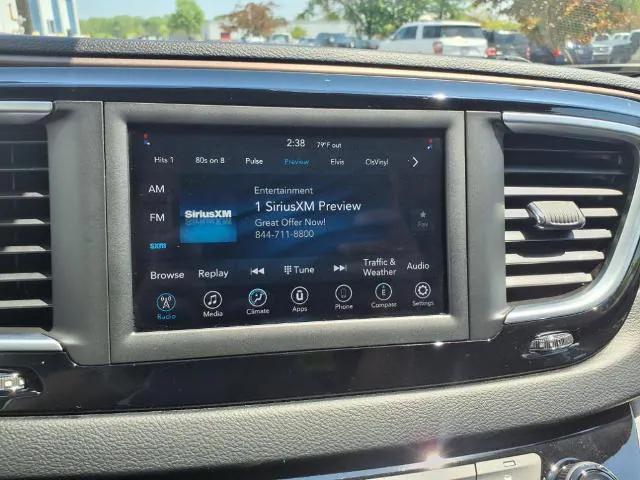 2:38 79°F out
Hits 1 80s on 8 Pulse Preview Elvis ClsVinyl
AM
FM
SXM
SiriusXM
Entertainment
1 SiriusXM Preview
Great Offer Now!
844-711-8800
Fav
Browse Replay Tune Traffic & Weather Audio
Radio Media Climate Apps Phone E Compass Settings